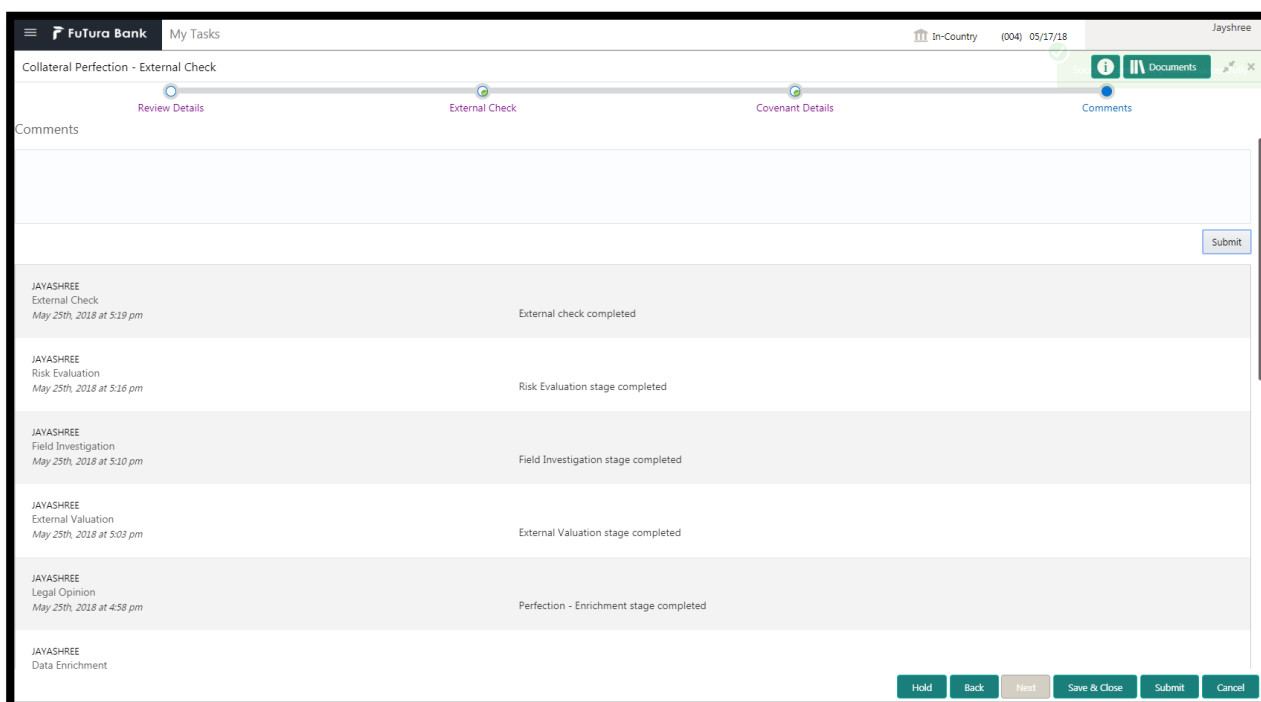 FuTura Bank
My Tasks
In-Country
(004) 05/17/18
Jayshree
Collateral Perfection - External Check
i
Documents
Review Details
External Check
Covenant Details
Comments
Comments
Submit
JAYASHREE
External Check
May 25th, 2018 at 5:19 pm
External check completed
JAYASHREE
Risk Evaluation
May 25th, 2018 at 5:16 pm
Risk Evaluation stage completed
JAYASHREE
Field Investigation
May 25th, 2018 at 5:10 pm
Field Investigation stage completed
JAYASHREE
External Valuation
May 25th, 2018 at 5:03 pm
External Valuation stage completed
JAYASHREE
Legal Opinion
May 25th, 2018 at 4:58 pm
Perfection - Enrichment stage completed
JAYASHREE
Data Enrichment
Hold
Back
Next
Save & Close
Submit
Cancel